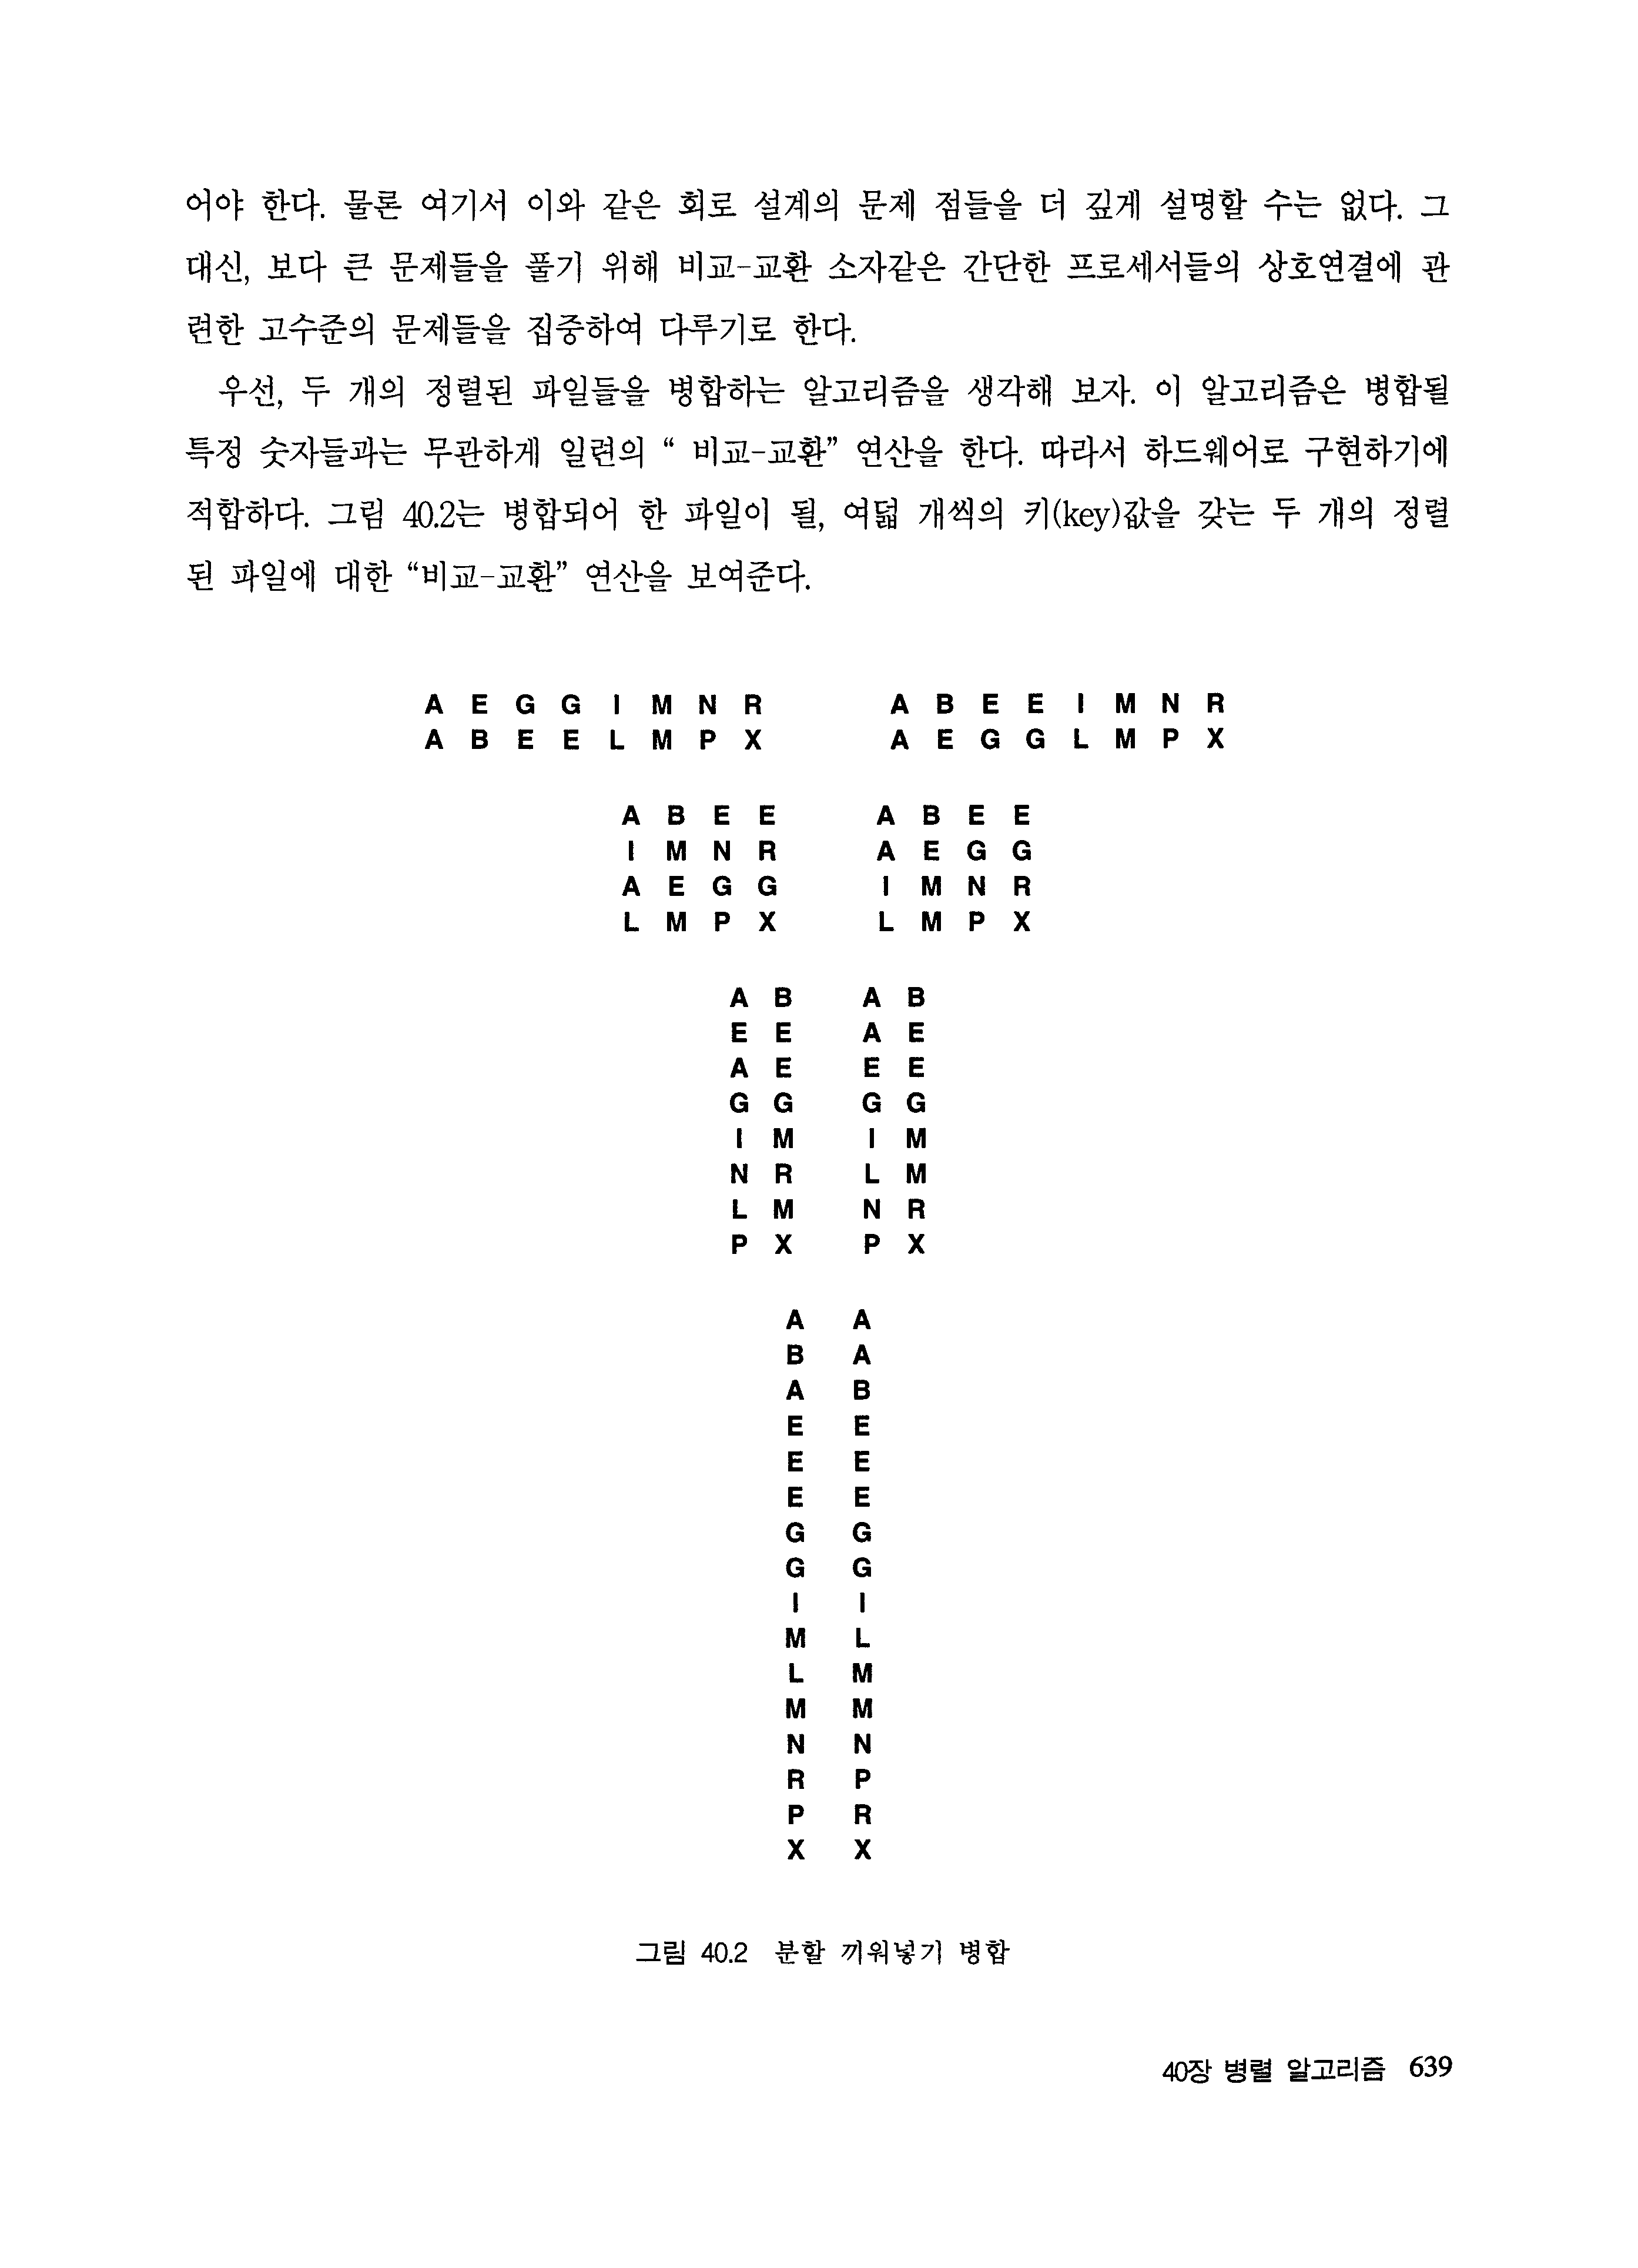 어야 한다. 물론 여기서 이와 같은 회로 설계의 문제 점들을 더 깊게 설명할 수는 없다. 그
대신, 보다 큰 문제들을 풀기 위해 비교-교환 소자같은 간단한 프로세서들의 상호연결에 관
련한 고수준의 문제들을 집중하여 다루기로 한다.
우선, 두 개의 정렬된 파일들을 병합하는 알고리즘을 생각해 보자. 이 알고리즘은 병합될
특정 숫자들과는 무관하게 일련의 “ 비교-교환” 연산을 한다. 따라서 하드웨어로 구현하기에
적합하다. 그림 40.2는 병합되어 한 파일이 될, 여덟 개씩의 키(key)값을 갖는 두 개의 정렬
된 파일에 대한 “비교-교환” 연산을 보여준다.
A E G G I M N R A B E E I M N R
A B E E L M P X A E G G L M P X
A B E E A B E E
I M N R A E G G
A E G G I M N R
L M P X L M P X
A B A B
E E A E
A E E E
G G G G
I M I M
N R L M
L M N R
P X P X
A A
B A
A B
E E
E E
E E
G G
G G
I I
M L
L M
M M
N N
R P
P R
X X
그림 40.2 분할 끼워넣기 병합
40장 병렬 알고리즘 639